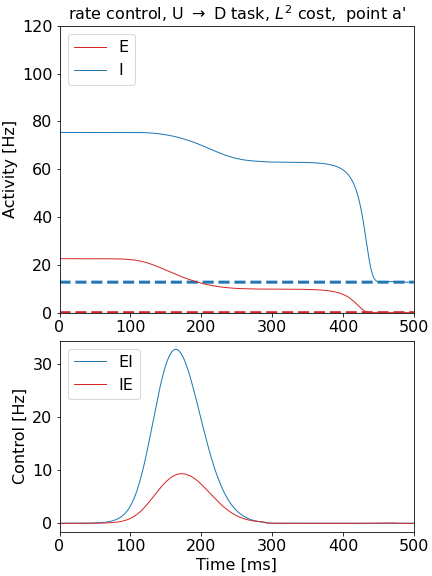 rate control, U → D task, L² cost, point a'
120
100
80
60
40
20
0
Activity [Hz]
E
I
0 100 200 300 400 500
30
20
10
0
Control [Hz]
EI
IE
0 100 200 300 400 500
Time [ms]